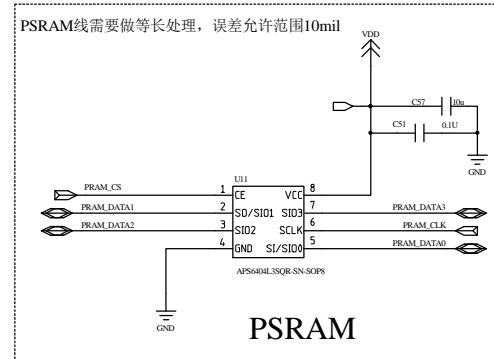 PSRAM线需要做等长处理，误差允许范围10mil
VDD
C57
10u
C51
0.1U
GND
U11
PRAM_CS
1
CE
VCC
8
PRAM_DATA1
2
SO/SIO1
SIO3
7
PRAM_DATA3
PRAM_DATA2
3
SIO2
SCLK
6
PRAM_CLK
4
GND
SI/SIO0
5
PRAM_DATA0
APS6404L3SQR-SN-SOP8
GND
PSRAM